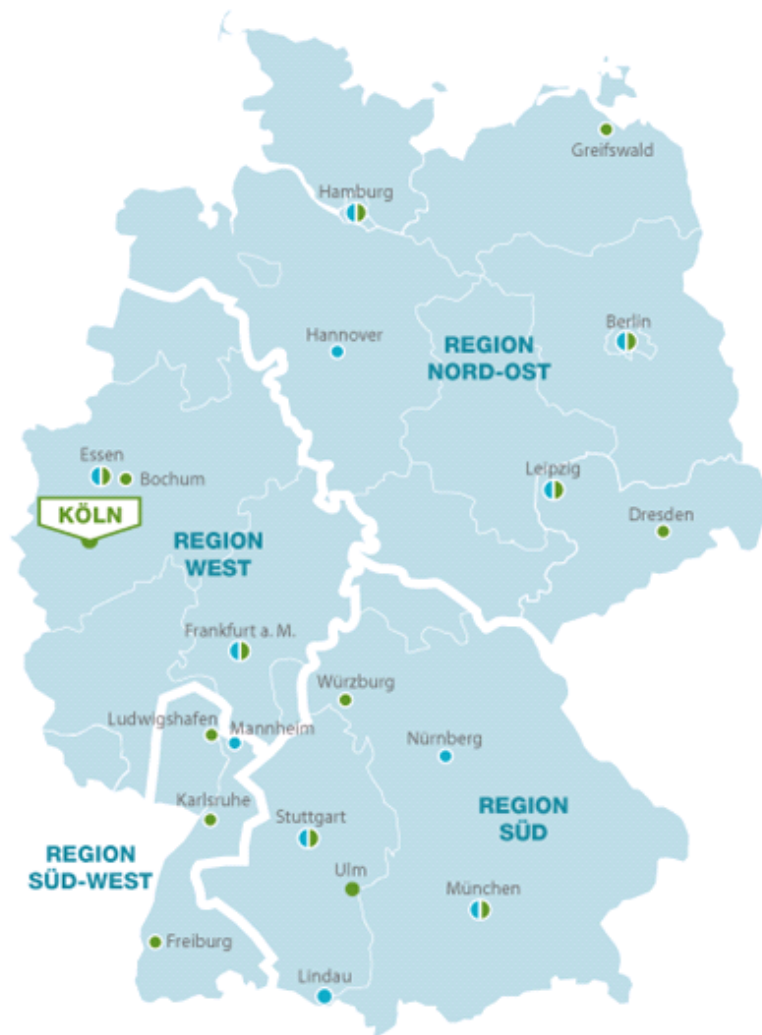 Greifswald
Hamburg
Berlin
Hannover
REGION
NORD-OST
Essen
Bochum
Leipzig
KÖLN
Dresden
REGION
WEST
Frankfurt a. M.
Würzburg
Ludwigshafen
Mannheim
Nürnberg
Karlsruhe
Stuttgart
REGION
SÜD
REGION
SÜD-WEST
Ulm
München
Freiburg
Lindau